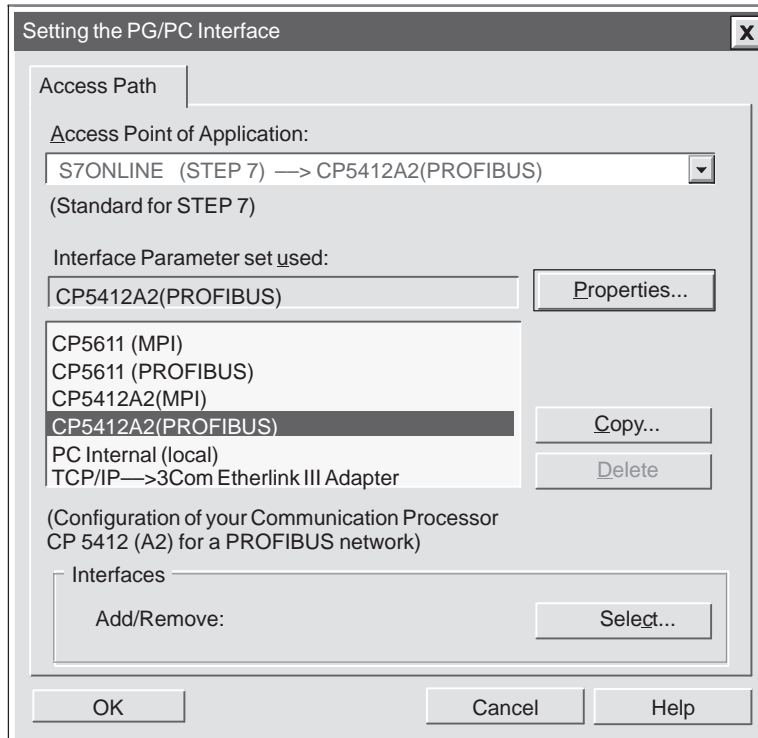 Setting the PG/PC Interface
X
Access Path
Access Point of Application:
S7ONLINE (STEP 7) —> CP5412A2(PROFIBUS)
(Standard for STEP 7)
Interface Parameter set used:
CP5412A2(PROFIBUS)
Properties...
CP5611 (MPI)
CP5611 (PROFIBUS)
CP5412A2(MPI)
CP5412A2(PROFIBUS)
PC Internal (local)
TCP/IP—>3Com Etherlink III Adapter
Copy...
Delete
(Configuration of your Communication Processor
CP 5412 (A2) for a PROFIBUS network)
Interfaces
Add/Remove:
Select...
OK
Cancel
Help